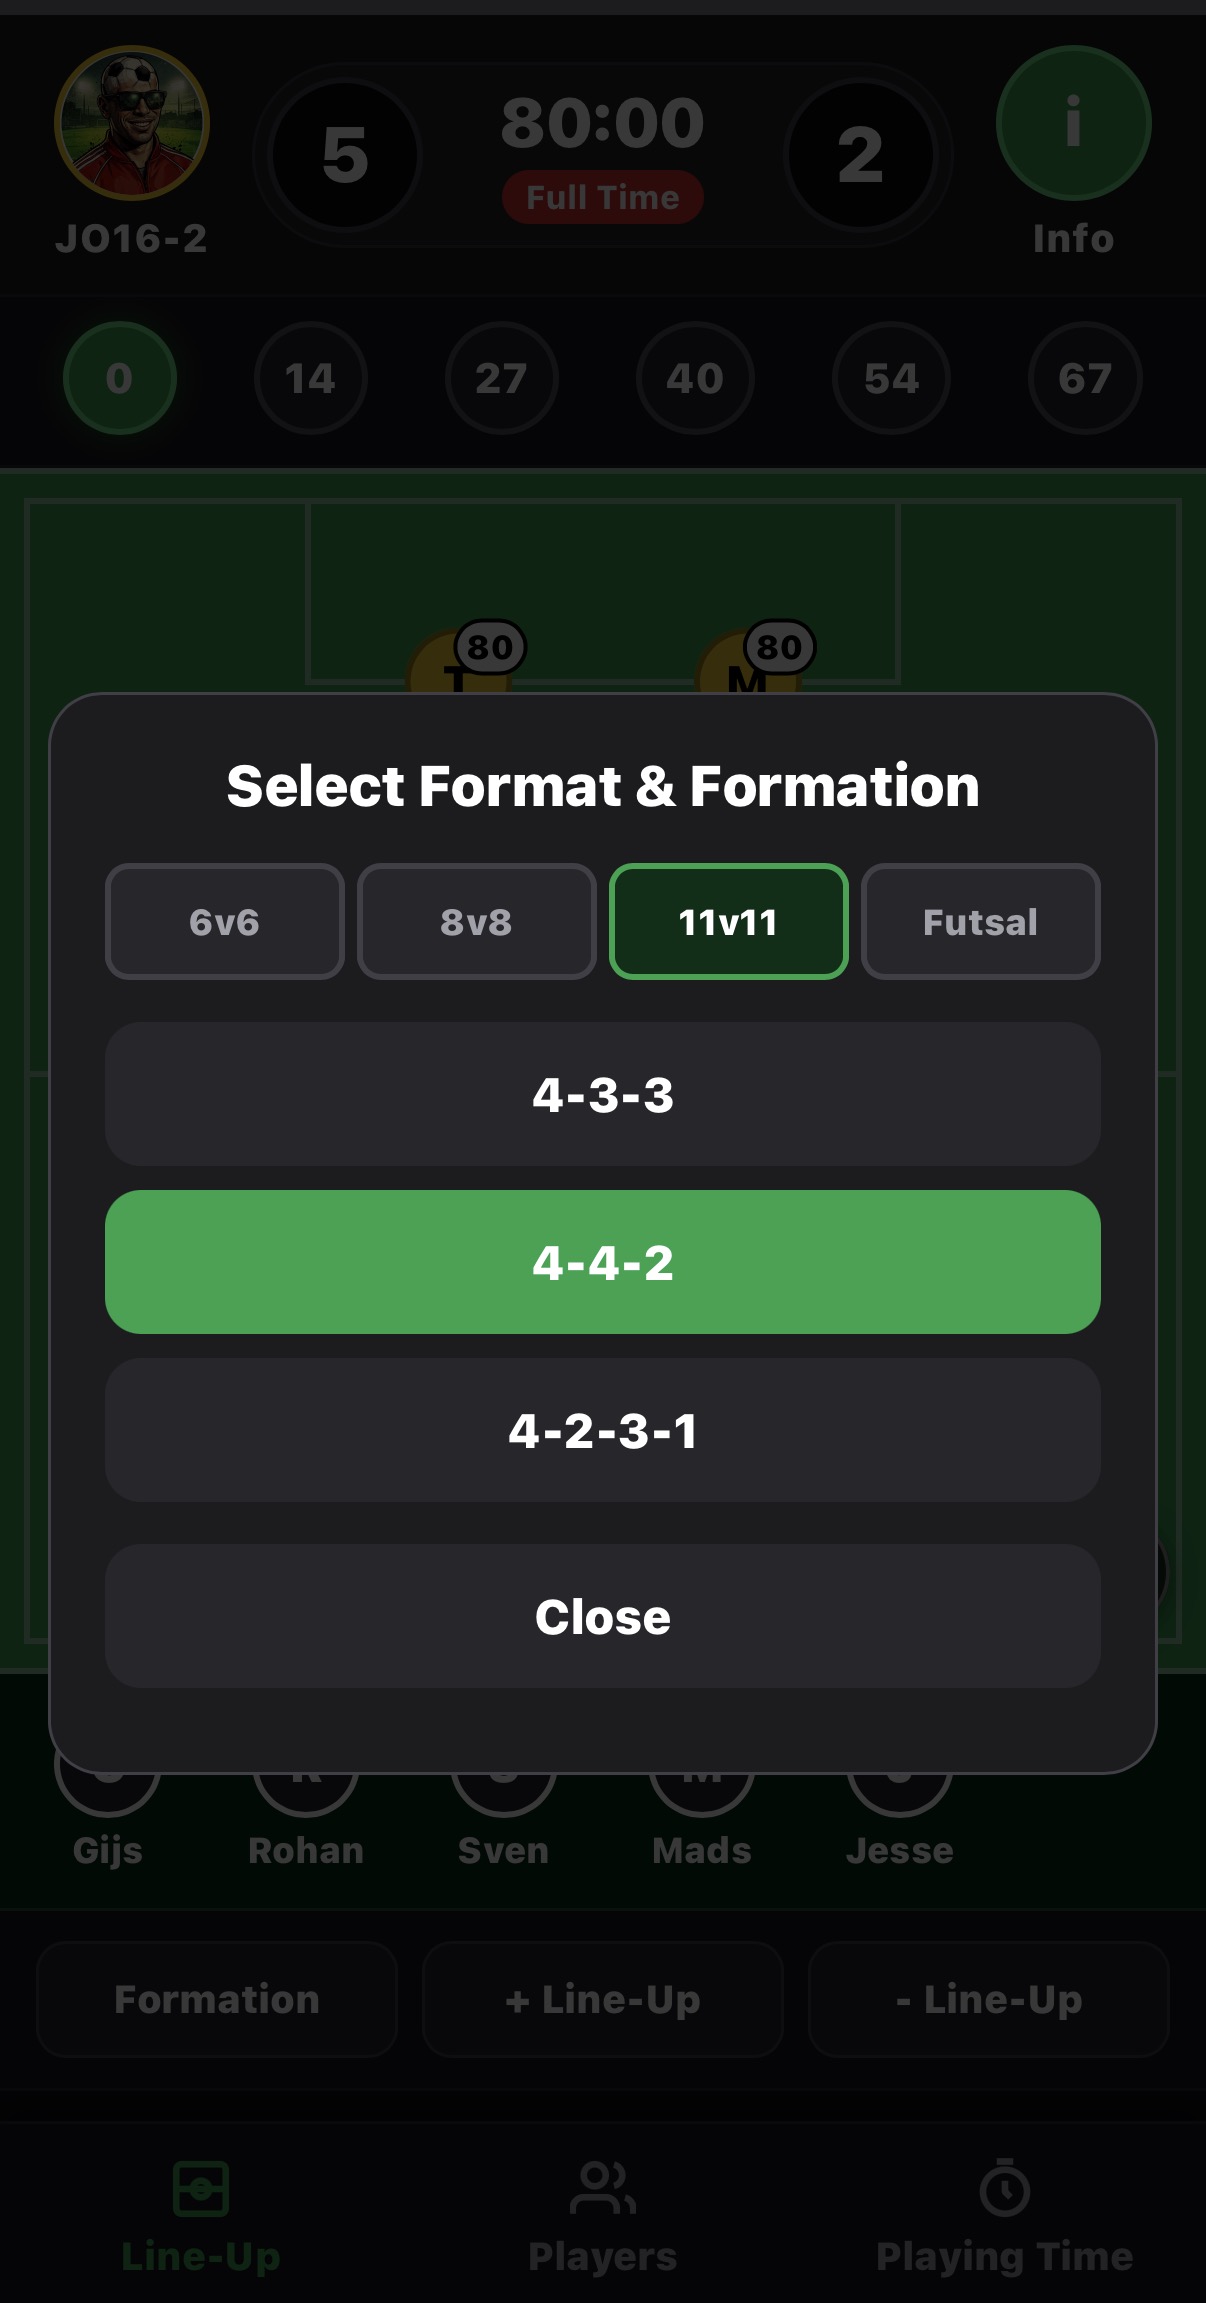 5
80:00
Full Time
2
i
JO16-2
Info
0
14
27
40
54
67
80
80
T
M
Select Format & Formation
6v6
8v8
11v11
Futsal
4-3-3
4-4-2
4-2-3-1
Close
Gijs
Rohan
Sven
Mads
Jesse
Formation
+ Line-Up
- Line-Up
Line-Up
Players
Playing Time